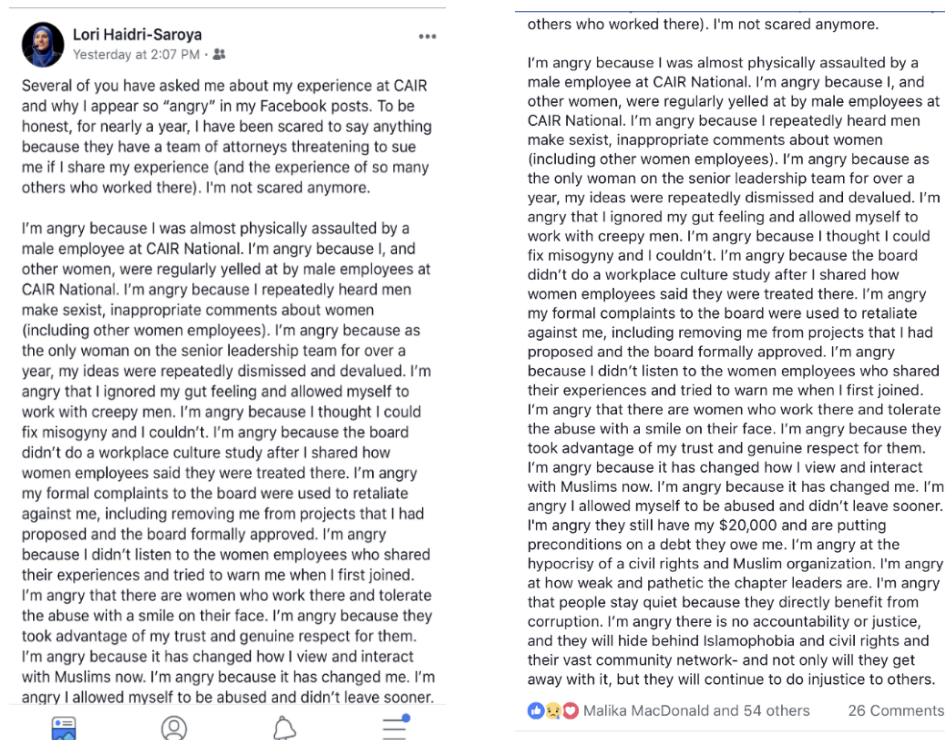 Lori Haidri-Saroya
Yesterday at 2:07 PM ·
Several of you have asked me about my experience at CAIR
and why I appear so “angry” in my Facebook posts. To be
honest, for nearly a year, I have been scared to say anything
because they have a team of attorneys threatening to sue
me if I share my experience (and the experience of so many
others who worked there). I'm not scared anymore.
I’m angry because I was almost physically assaulted by a
male employee at CAIR National. I’m angry because I, and
other women, were regularly yelled at by male employees at
CAIR National. I’m angry because I repeatedly heard men
make sexist, inappropriate comments about women
(including other women employees). I’m angry because as
the only woman on the senior leadership team for over a
year, my ideas were repeatedly dismissed and devalued. I’m
angry that I ignored my gut feeling and allowed myself to
work with creepy men. I’m angry because I thought I could
fix misogyny and I couldn’t. I’m angry because the board
didn’t do a workplace culture study after I shared how
women employees said they were treated there. I’m angry
my formal complaints to the board were used to retaliate
against me, including removing me from projects that I had
proposed and the board formally approved. I’m angry
because I didn’t listen to the women employees who shared
their experiences and tried to warn me when I first joined.
I’m angry that there are women who work there and tolerate
the abuse with a smile on their face. I’m angry because they
took advantage of my trust and genuine respect for them.
I’m angry because it has changed how I view and interact
with Muslims now. I’m angry because it has changed me. I’m
angry I allowed myself to be abused and didn’t leave sooner.
others who worked there). I'm not scared anymore.
I’m angry because I was almost physically assaulted by a
male employee at CAIR National. I’m angry because I, and
other women, were regularly yelled at by male employees at
CAIR National. I’m angry because I repeatedly heard men
make sexist, inappropriate comments about women
(including other women employees). I’m angry because as
the only woman on the senior leadership team for over a
year, my ideas were repeatedly dismissed and devalued. I’m
angry that I ignored my gut feeling and allowed myself to
work with creepy men. I’m angry because I thought I could
fix misogyny and I couldn’t. I’m angry because the board
didn’t do a workplace culture study after I shared how
women employees said they were treated there. I’m angry
my formal complaints to the board were used to retaliate
against me, including removing me from projects that I had
proposed and the board formally approved. I’m angry
because I didn’t listen to the women employees who shared
their experiences and tried to warn me when I first joined.
I’m angry that there are women who work there and tolerate
the abuse with a smile on their face. I’m angry because they
took advantage of my trust and genuine respect for them.
I’m angry because it has changed how I view and interact
with Muslims now. I’m angry because it has changed me. I’m
angry I allowed myself to be abused and didn’t leave sooner.
I'm angry they still have my $20,000 and are putting
preconditions on a debt they owe me. I’m angry at the
hypocrisy of a civil rights and Muslim organization. I'm angry
at how weak and pathetic the chapter leaders are. I'm angry
that people stay quiet because they directly benefit from
corruption. I’m angry there is no accountability or justice,
and they will hide behind Islamophobia and civil rights and
their vast community network- and not only will they get
away with it, but they will continue to do injustice to others.
Malika MacDonald and 54 others 26 Comments